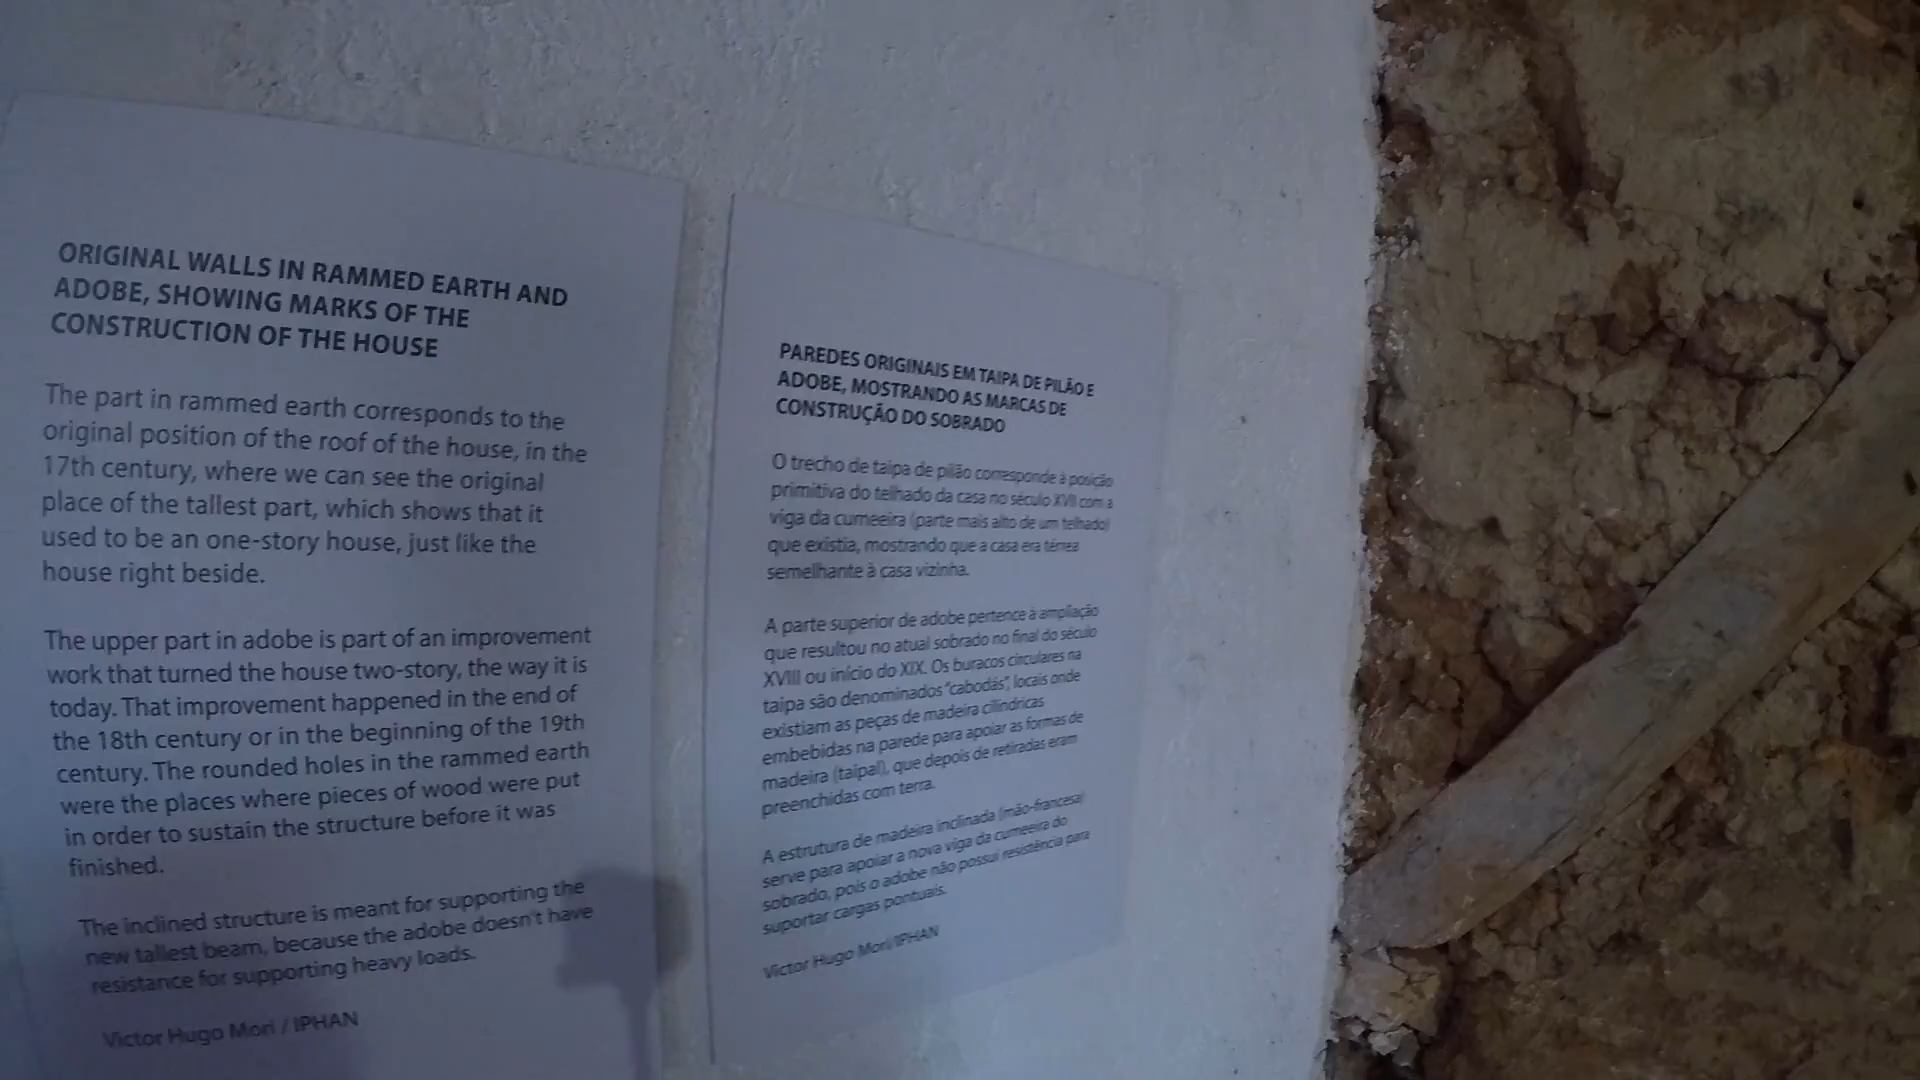 ORIGINAL WALLS IN RAMMED EARTH AND
ADOBE, SHOWING MARKS OF THE
CONSTRUCTION OF THE HOUSE
The part in rammed earth corresponds to the
original position of the roof of the house, in the
17th century, where we can see the original
place of the tallest part, which shows that it
used to be an one-story house, just like the
house right beside.
The upper part in adobe is part of an improvement
work that turned the house two-story, the way it is
today. That improvement happened in the end of
the 18th century or in the beginning of the 19th
century. The rounded holes in the rammed earth
were the places where pieces of wood were put
in order to sustain the structure before it was
finished.
The inclined structure is meant for supporting the
new tallest beam, because the adobe doesn't have
resistance for supporting heavy loads.
Victor Hugo Mori / IPHAN
PAREDES ORIGINAIS EM TAIPA DE PILÃO E
ADOBE, MOSTRANDO AS MARCAS DE
CONSTRUÇÃO DO SOBRADO
O trecho de taipa de pilão corresponde à posição
primitiva do telhado da casa no século XVII com a
viga da cumeeira (parte mais alto de um telhado)
que existia, mostrando que a casa era térrea
semelhante à casa vizinha.
A parte superior de adobe pertence à ampliação
que resultou no atual sobrado no final do século
XVIII ou início do XIX. Os buracos circulares na
taipa são denominados "cabodás", locais onde
existiam as peças de madeira cilíndricas
embebidas na parede para apoiar as formas de
madeira (taipal), que depois de retiradas eram
preenchidas com terra.
A estrutura de madeira inclinada (mão-francesa)
serve para apoiar a nova viga da cumeeira do
sobrado, pois o adobe não possui resistência para
suportar cargas pontuais.
Victor Hugo Mori/IPHAN